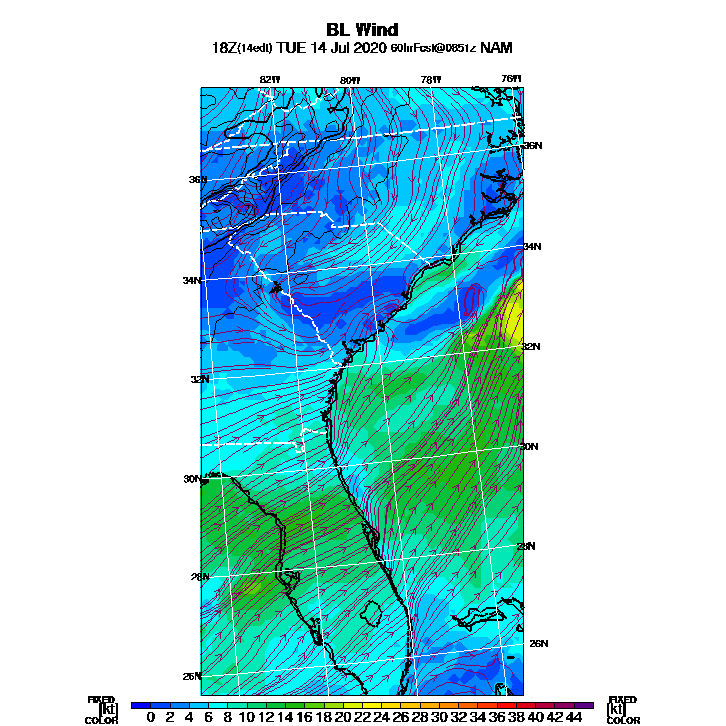 BL Wind
18Z(14edt) TUE 14 Jul 2020 60hrFcst@0851z NAM
82W 80W 78W 76W
36N
36N
34N
34N
32N
32N
30N
30N
28N
28N
26N
26N
FIXED FIXED
[kt] 0 2 4 6 8 10 12 14 16 18 20 22 24 26 28 30 32 34 36 38 40 42 44 [kt]
COLOR COLOR